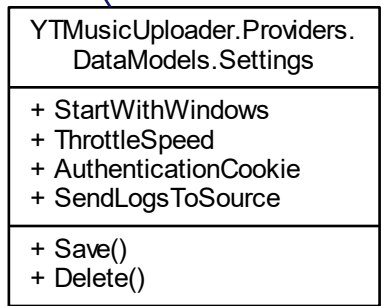 YTMusicUploader.Providers.
DataModels.Settings
+ StartWithWindows
+ ThrottleSpeed
+ AuthenticationCookie
+ SendLogsToSource
+ Save()
+ Delete()